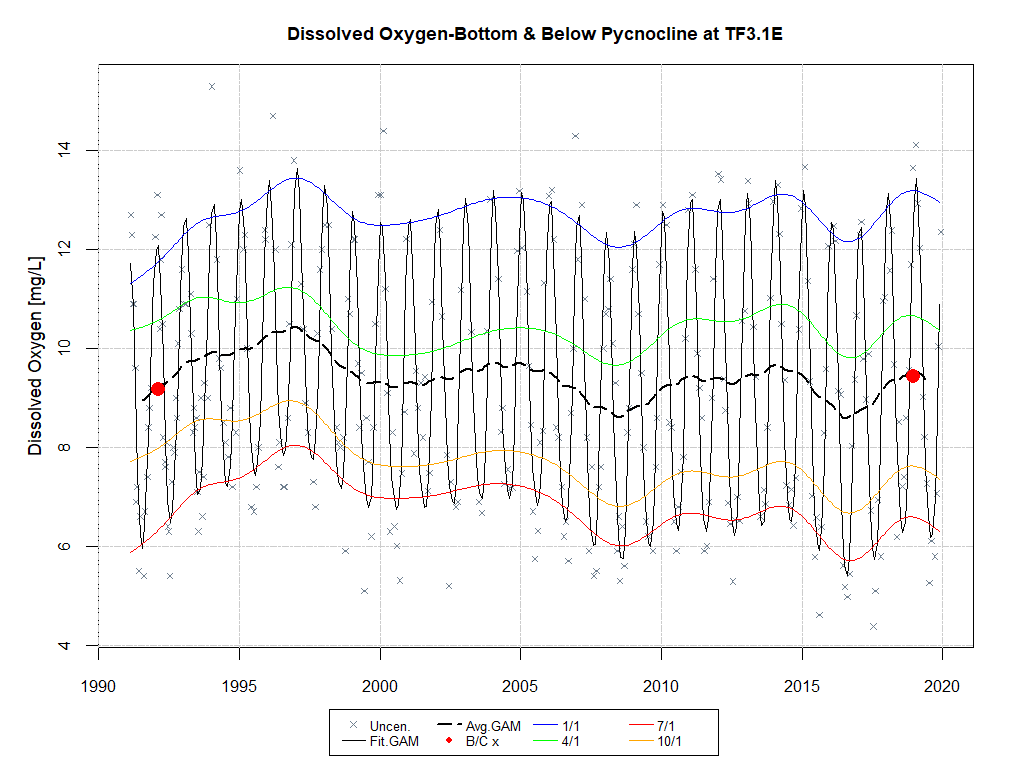 Dissolved Oxygen-Bottom & Below Pycnocline at TF3.1E
Dissolved Oxygen [mg/L]
14
12
10
8
6
4
1990 1995 2000 2005 2010 2015 2020
Uncen. Avg.GAM 1/1 7/1
Fit.GAM B/C x 4/1 10/1